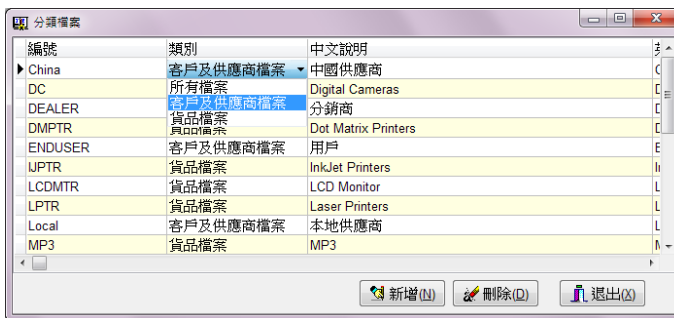 分類檔案
編號 類別 中文說明
China 客戶及供應商檔案 中國供應商
DC 所有檔案 Digital Cameras
DEALER 客戶及供應商檔案 分銷商
貨品檔案
DMPTR 貨品檔案 Dot Matrix Printers
ENDUSER 客戶及供應商檔案 用戶
IJPTR 貨品檔案 InkJet Printers
LCDMTR 貨品檔案 LCD Monitor
LPTR 貨品檔案 Laser Printers
Local 客戶及供應商檔案 本地供應商
MP3 貨品檔案 MP3
新增(N) 刪除(D) 退出(X)